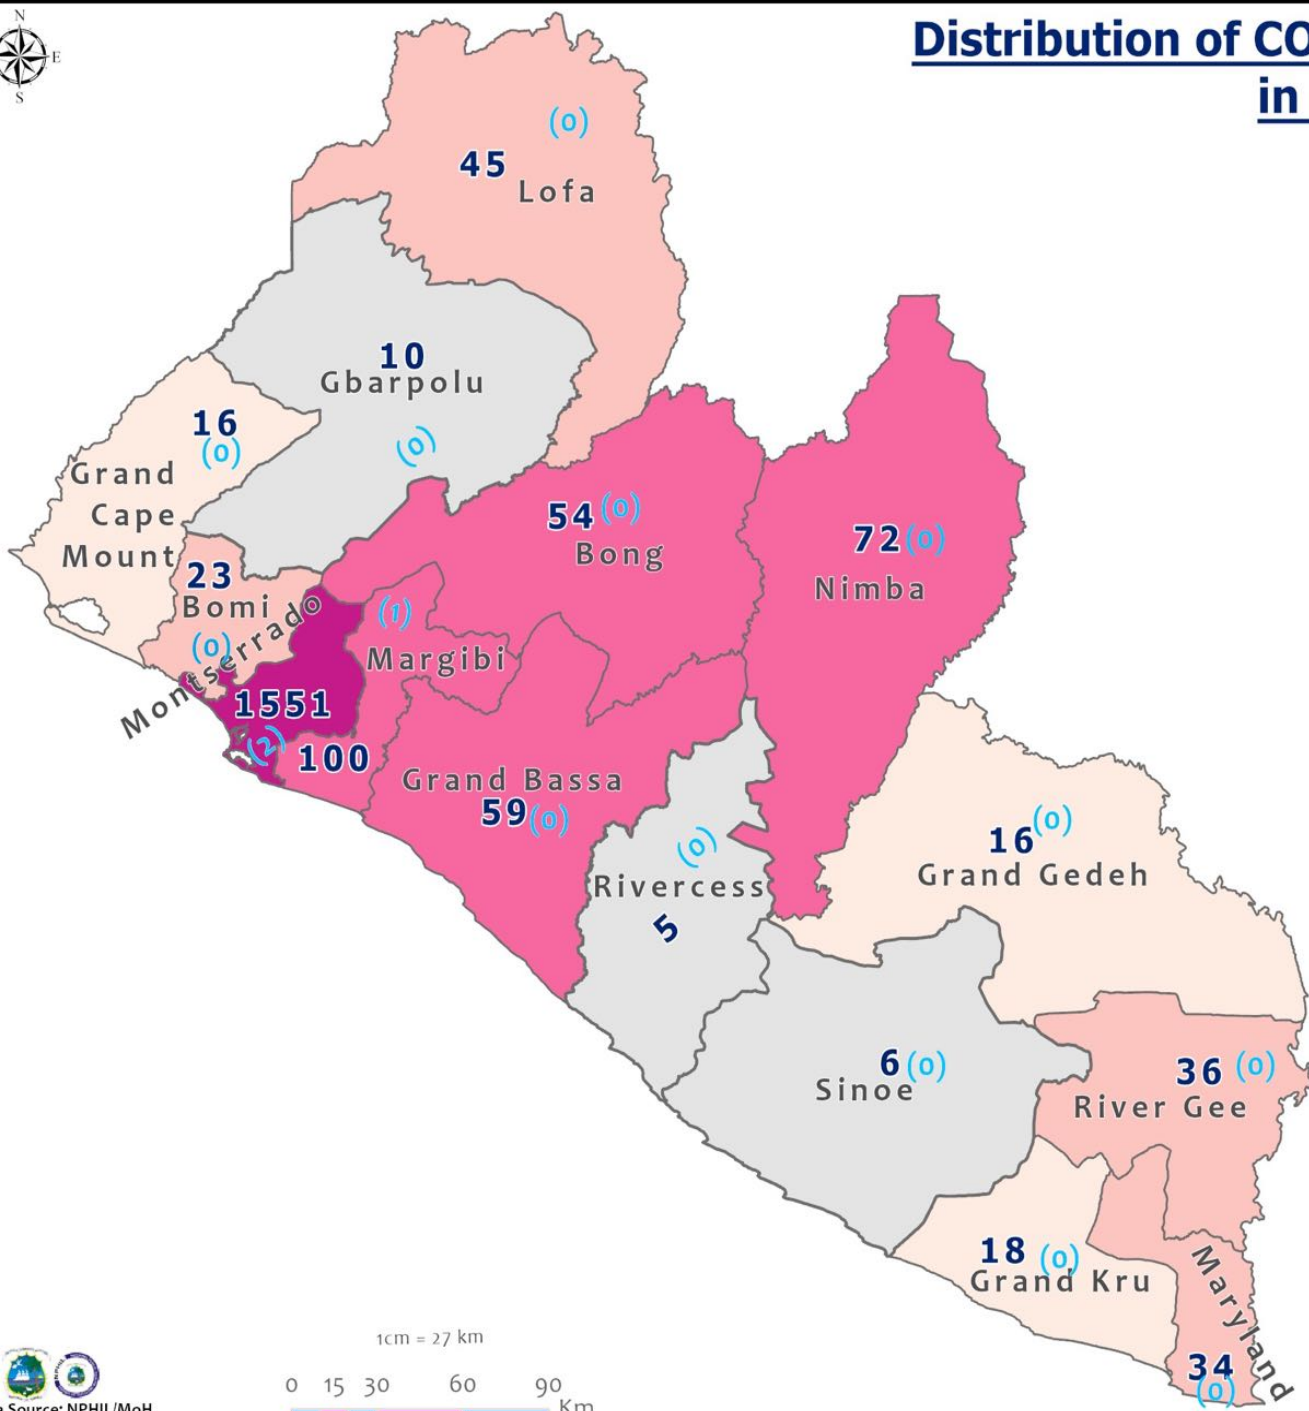 N
E
S
Distribution of CO
in
(0)
45
Lofa
10
Gbarpolu
(0)
16
(0)
Grand
Cape
Mount
54 (0)
Bong
72 (0)
Nimba
23
Bomi
(0)
Montserrado
1551
(2)
(1)
Margibi
100
Grand Bassa
59 (0)
(0)
Rivercess
5
16 (0)
Grand Gedeh
6 (0)
Sinoe
36 (0)
River Gee
18 (0)
Grand Kru
Maryland
34
(0)
1cm = 27 km
0 15 30 60 90
Km
Source: NPHIL/MoH